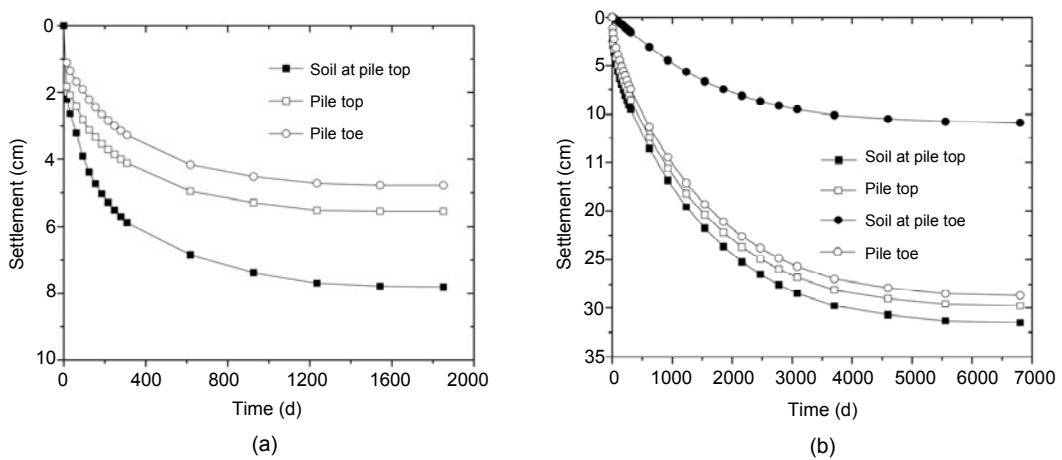 0
2
4
6
8
10
Settlement (cm)
Soil at pile top
Pile top
Pile toe
0 400 800 1200 1600 2000
Time (d)
(a)
0
5
10
11
20
25
30
35
Settlement (cm)
Soil at pile top
Pile top
Soil at pile toe
Pile toe
0 1000 2000 3000 4000 5000 6000 7000
Time (d)
(b)